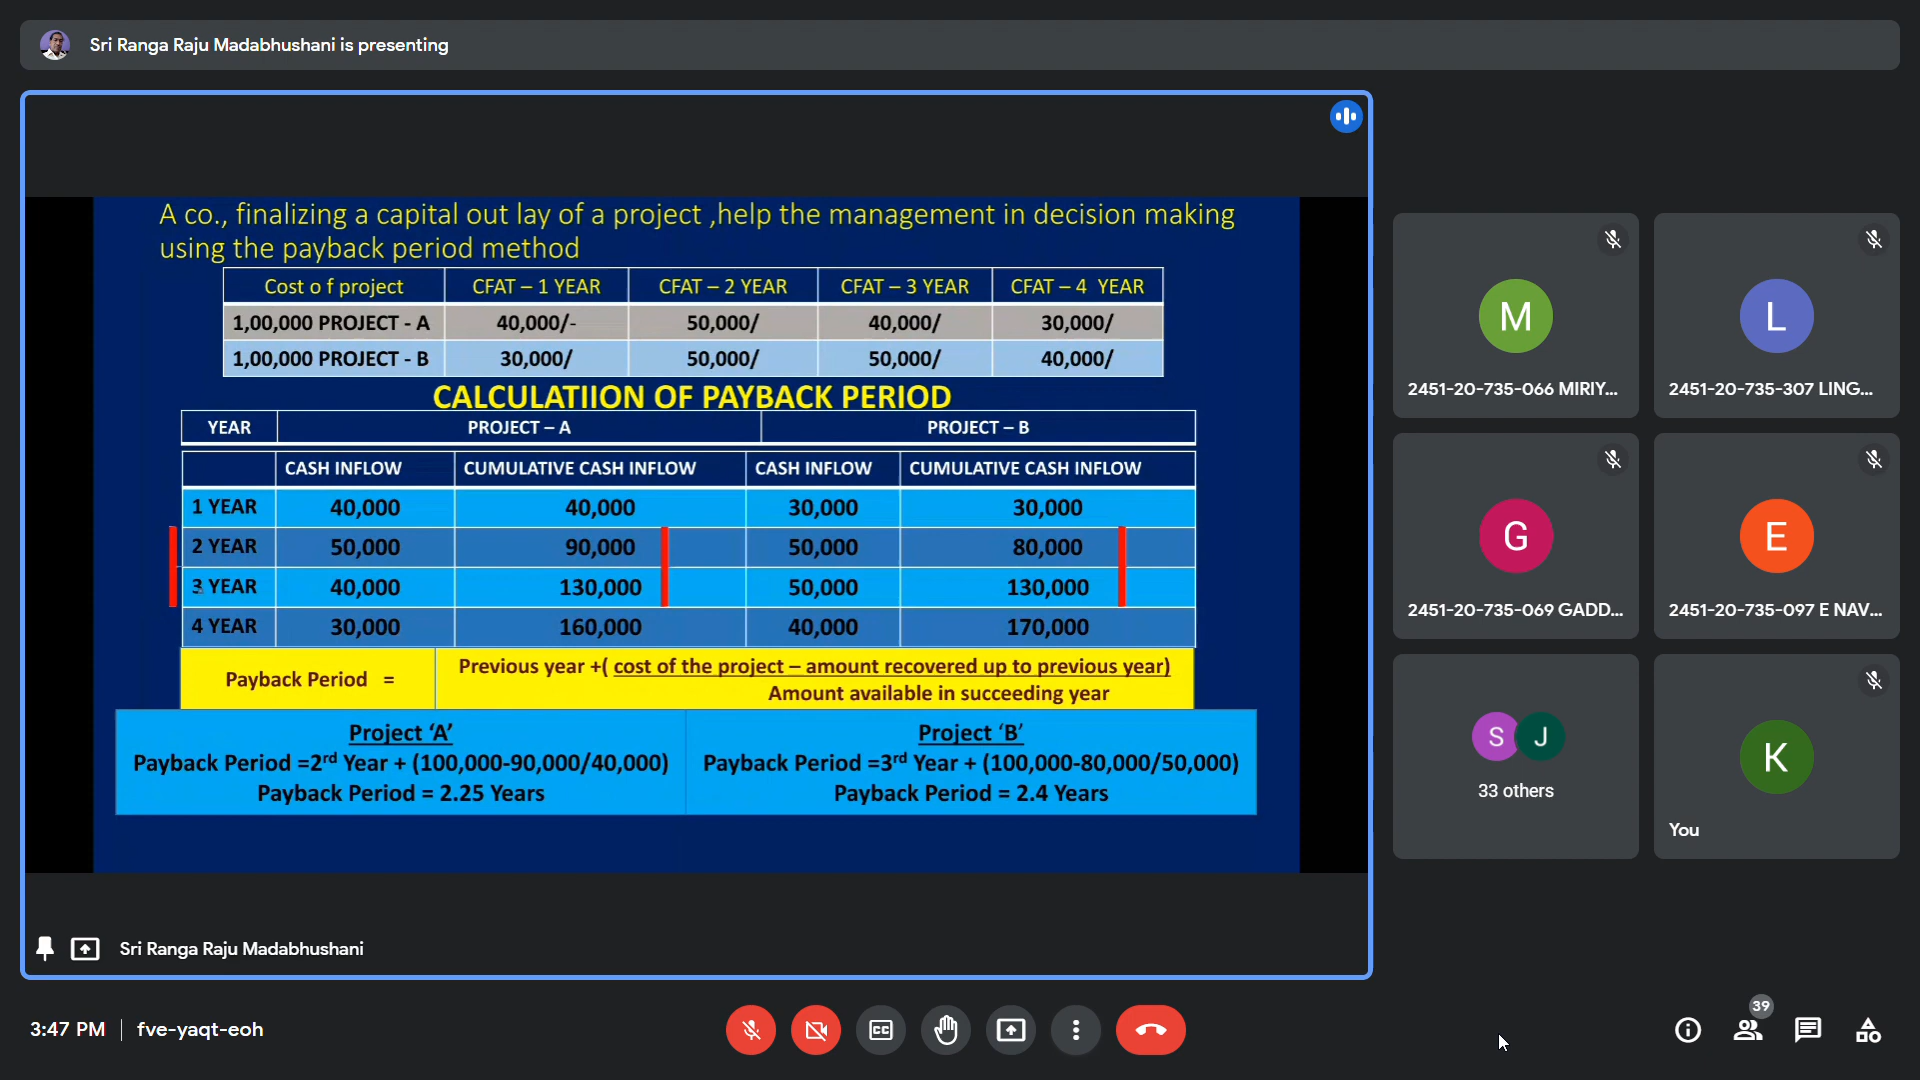 Sri Ranga Raju Madabhushani is presenting
A co., finalizing a capital out lay of a project ,help the management in decision making
using the payback period method
Cost o f project CFAT – 1 YEAR CFAT – 2 YEAR CFAT – 3 YEAR CFAT – 4 YEAR
1,00,000 PROJECT - A 40,000/- 50,000/ 40,000/ 30,000/
1,00,000 PROJECT - B 30,000/ 50,000/ 50,000/ 40,000/
CALCULATIION OF PAYBACK PERIOD
YEAR PROJECT – A PROJECT – B
CASH INFLOW CUMULATIVE CASH INFLOW CASH INFLOW CUMULATIVE CASH INFLOW
1 YEAR 40,000 40,000 30,000 30,000
2 YEAR 50,000 90,000 50,000 80,000
3 YEAR 40,000 130,000 50,000 130,000
4 YEAR 30,000 160,000 40,000 170,000
Payback Period = Previous year +( cost of the project – amount recovered up to previous year)
Amount available in succeeding year
Project ‘A’
Payback Period =2rd Year + (100,000-90,000/40,000)
Payback Period = 2.25 Years
Project ‘B’
Payback Period =3rd Year + (100,000-80,000/50,000)
Payback Period = 2.4 Years
Sri Ranga Raju Madabhushani
M
2451-20-735-066 MIRIY...
L
2451-20-735-307 LING...
G
2451-20-735-069 GADD...
E
2451-20-735-097 E NAV...
S J
33 others
K
You
3:47 PM | fve-yaqt-eoh
CC
39